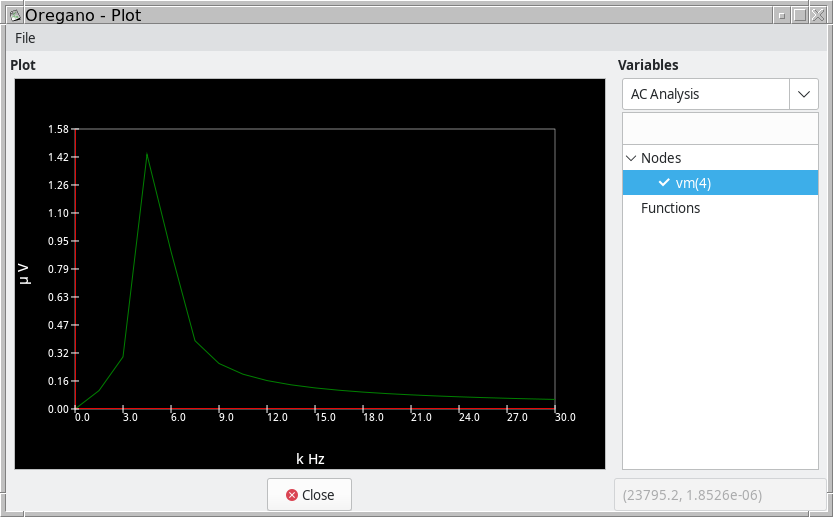 Oregano - Plot
File
Plot
Variables
AC Analysis
Nodes
vm(4)
Functions
1.58
1.42
1.26
1.10
0.95
0.79
0.63
0.47
0.32
0.16
0.00
µ V
0.0 3.0 6.0 9.0 12.0 15.0 18.0 21.0 24.0 27.0 30.0
k Hz
Close
(23795.2, 1.8526e-06)